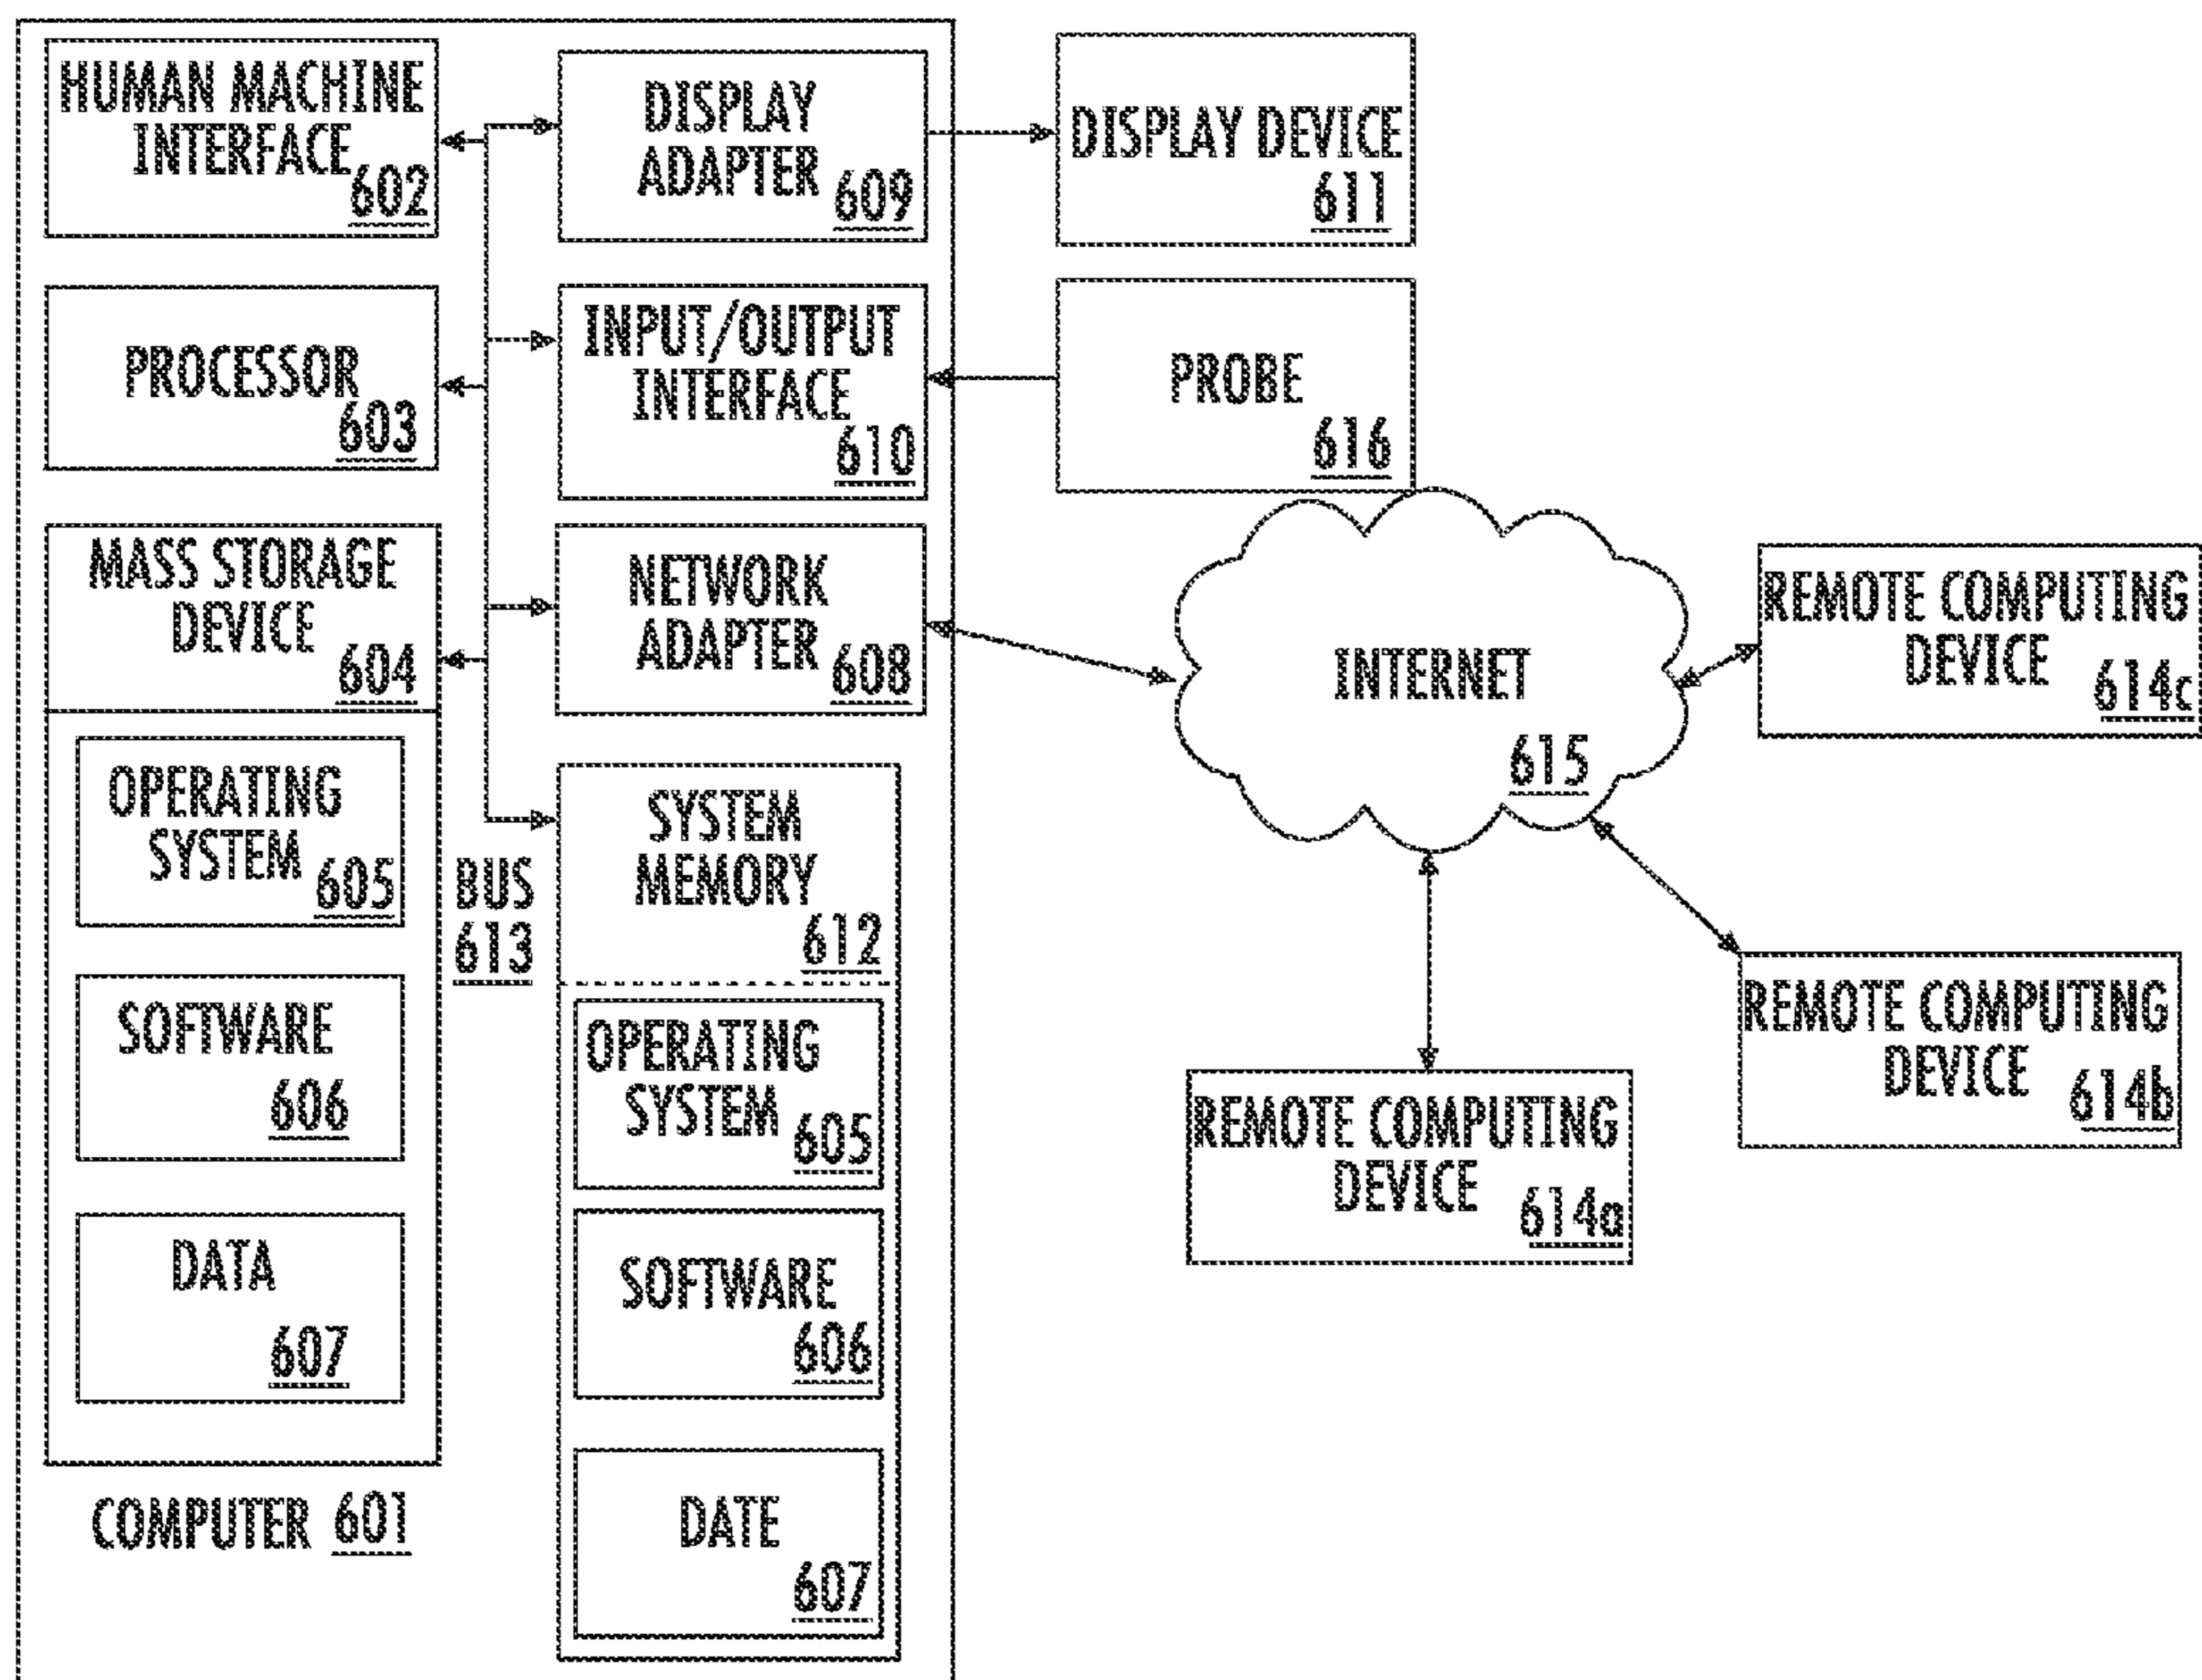 HUMAN MACHINE
INTERFACE
602
DISPLAY
ADAPTER
609
DISPLAY DEVICE
611
PROCESSOR
603
INPUT/OUTPUT
INTERFACE
610
PROBE
616
MASS STORAGE
DEVICE
604
NETWORK
ADAPTER
608
INTERNET
615
REMOTE COMPUTING
DEVICE
614c
OPERATING
SYSTEM
605
BUS
613
SYSTEM
MEMORY
612
REMOTE COMPUTING
DEVICE
614b
SOFTWARE
606
OPERATING
SYSTEM
605
REMOTE COMPUTING
DEVICE
614a
DATA
607
SOFTWARE
606
COMPUTER 601
DATE
607